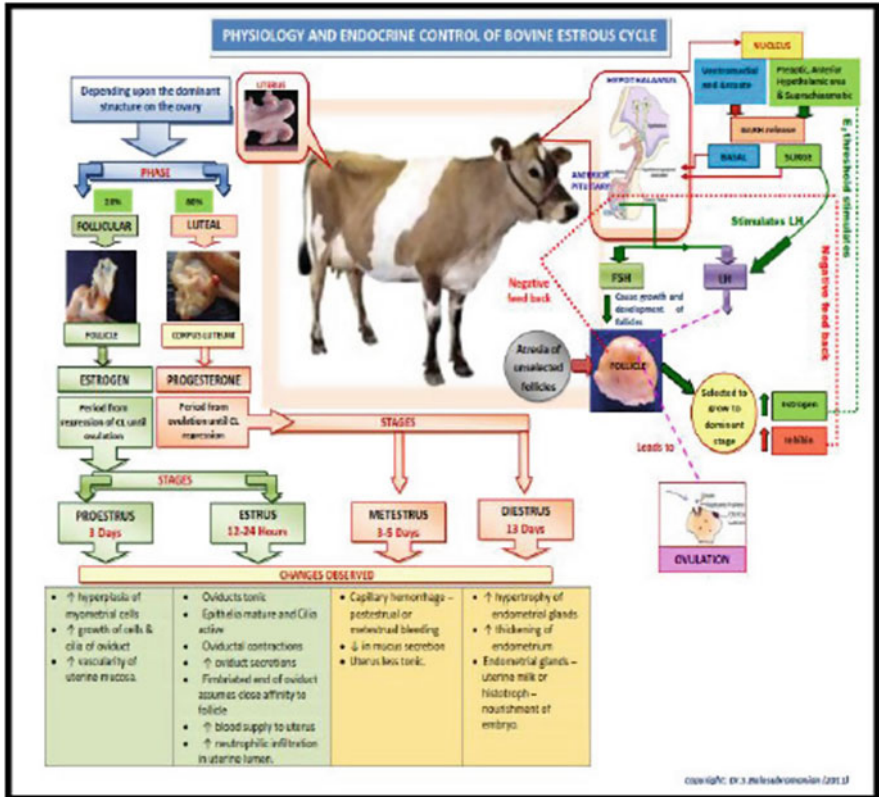 PHYSIOLOGY AND ENDOCRINE CONTROL OF BOVINE ESTROUS CYCLE
Depending upon the dominant
structure on the ovary
PHASE
20%
80%
FOLLICULAR
LUTEAL
FOLLICLE
CORPUS LUTEUM
ESTROGEN
PROGESTERONE
Period from
regression of CL until
ovulation
Period from
ovulation until CL
regression
STAGES
STAGES
PROESTRUS
3 Days
ESTRUS
12-24 Hours
METESTRUS
3-5 Days
DIESTRUS
13 Days
UTERUS
HYPOTHALAMUS
ANTERIOR
PITUITARY
NUCLEUS
Ventromedial
and Arcuate
Preoptic, Anterior
Hypothalamic area
& Suprachiasmatic
GnRH release
BASAL
SURGE
Stimulates LH
E₂ threshold stimulates
Negative feed back
Negative
feed back
FSH
LH
Cause growth and
development of
follicles
Atresia of
unselected
follicles
FOLLICLE
Selected to
grow to
dominant
stage
↑ estrogen
↑ Inhibin
Leads to
OVULATION
CHANGES OBSERVED
• ↑ hyperplasia of
myometrial cells
• ↑ growth of cells &
cilia of oviduct
• ↑ vascularity of
uterine mucosa.
• Oviducts tonic
• Epithelia mature and Cilia
active
• Oviductal contractions
• ↑ oviduct secretions
• Fimbriated end of oviduct
assumes close affinity to
follicle
• ↑ blood supply to uterus
• ↑ neutrophilic infiltration
in uterine lumen.
• Capillary hemorrhage –
postestrual or
metestrual bleeding
• ↓ in mucus secretion
• Uterus less tonic.
• ↑ hypertrophy of
endometrial glands
• ↑ thickening of
endometrium
• Endometrial glands –
uterine milk or
histotroph –
nourishment of
embryo.
Copyright: Dr.S.Balasubramanian (2011)